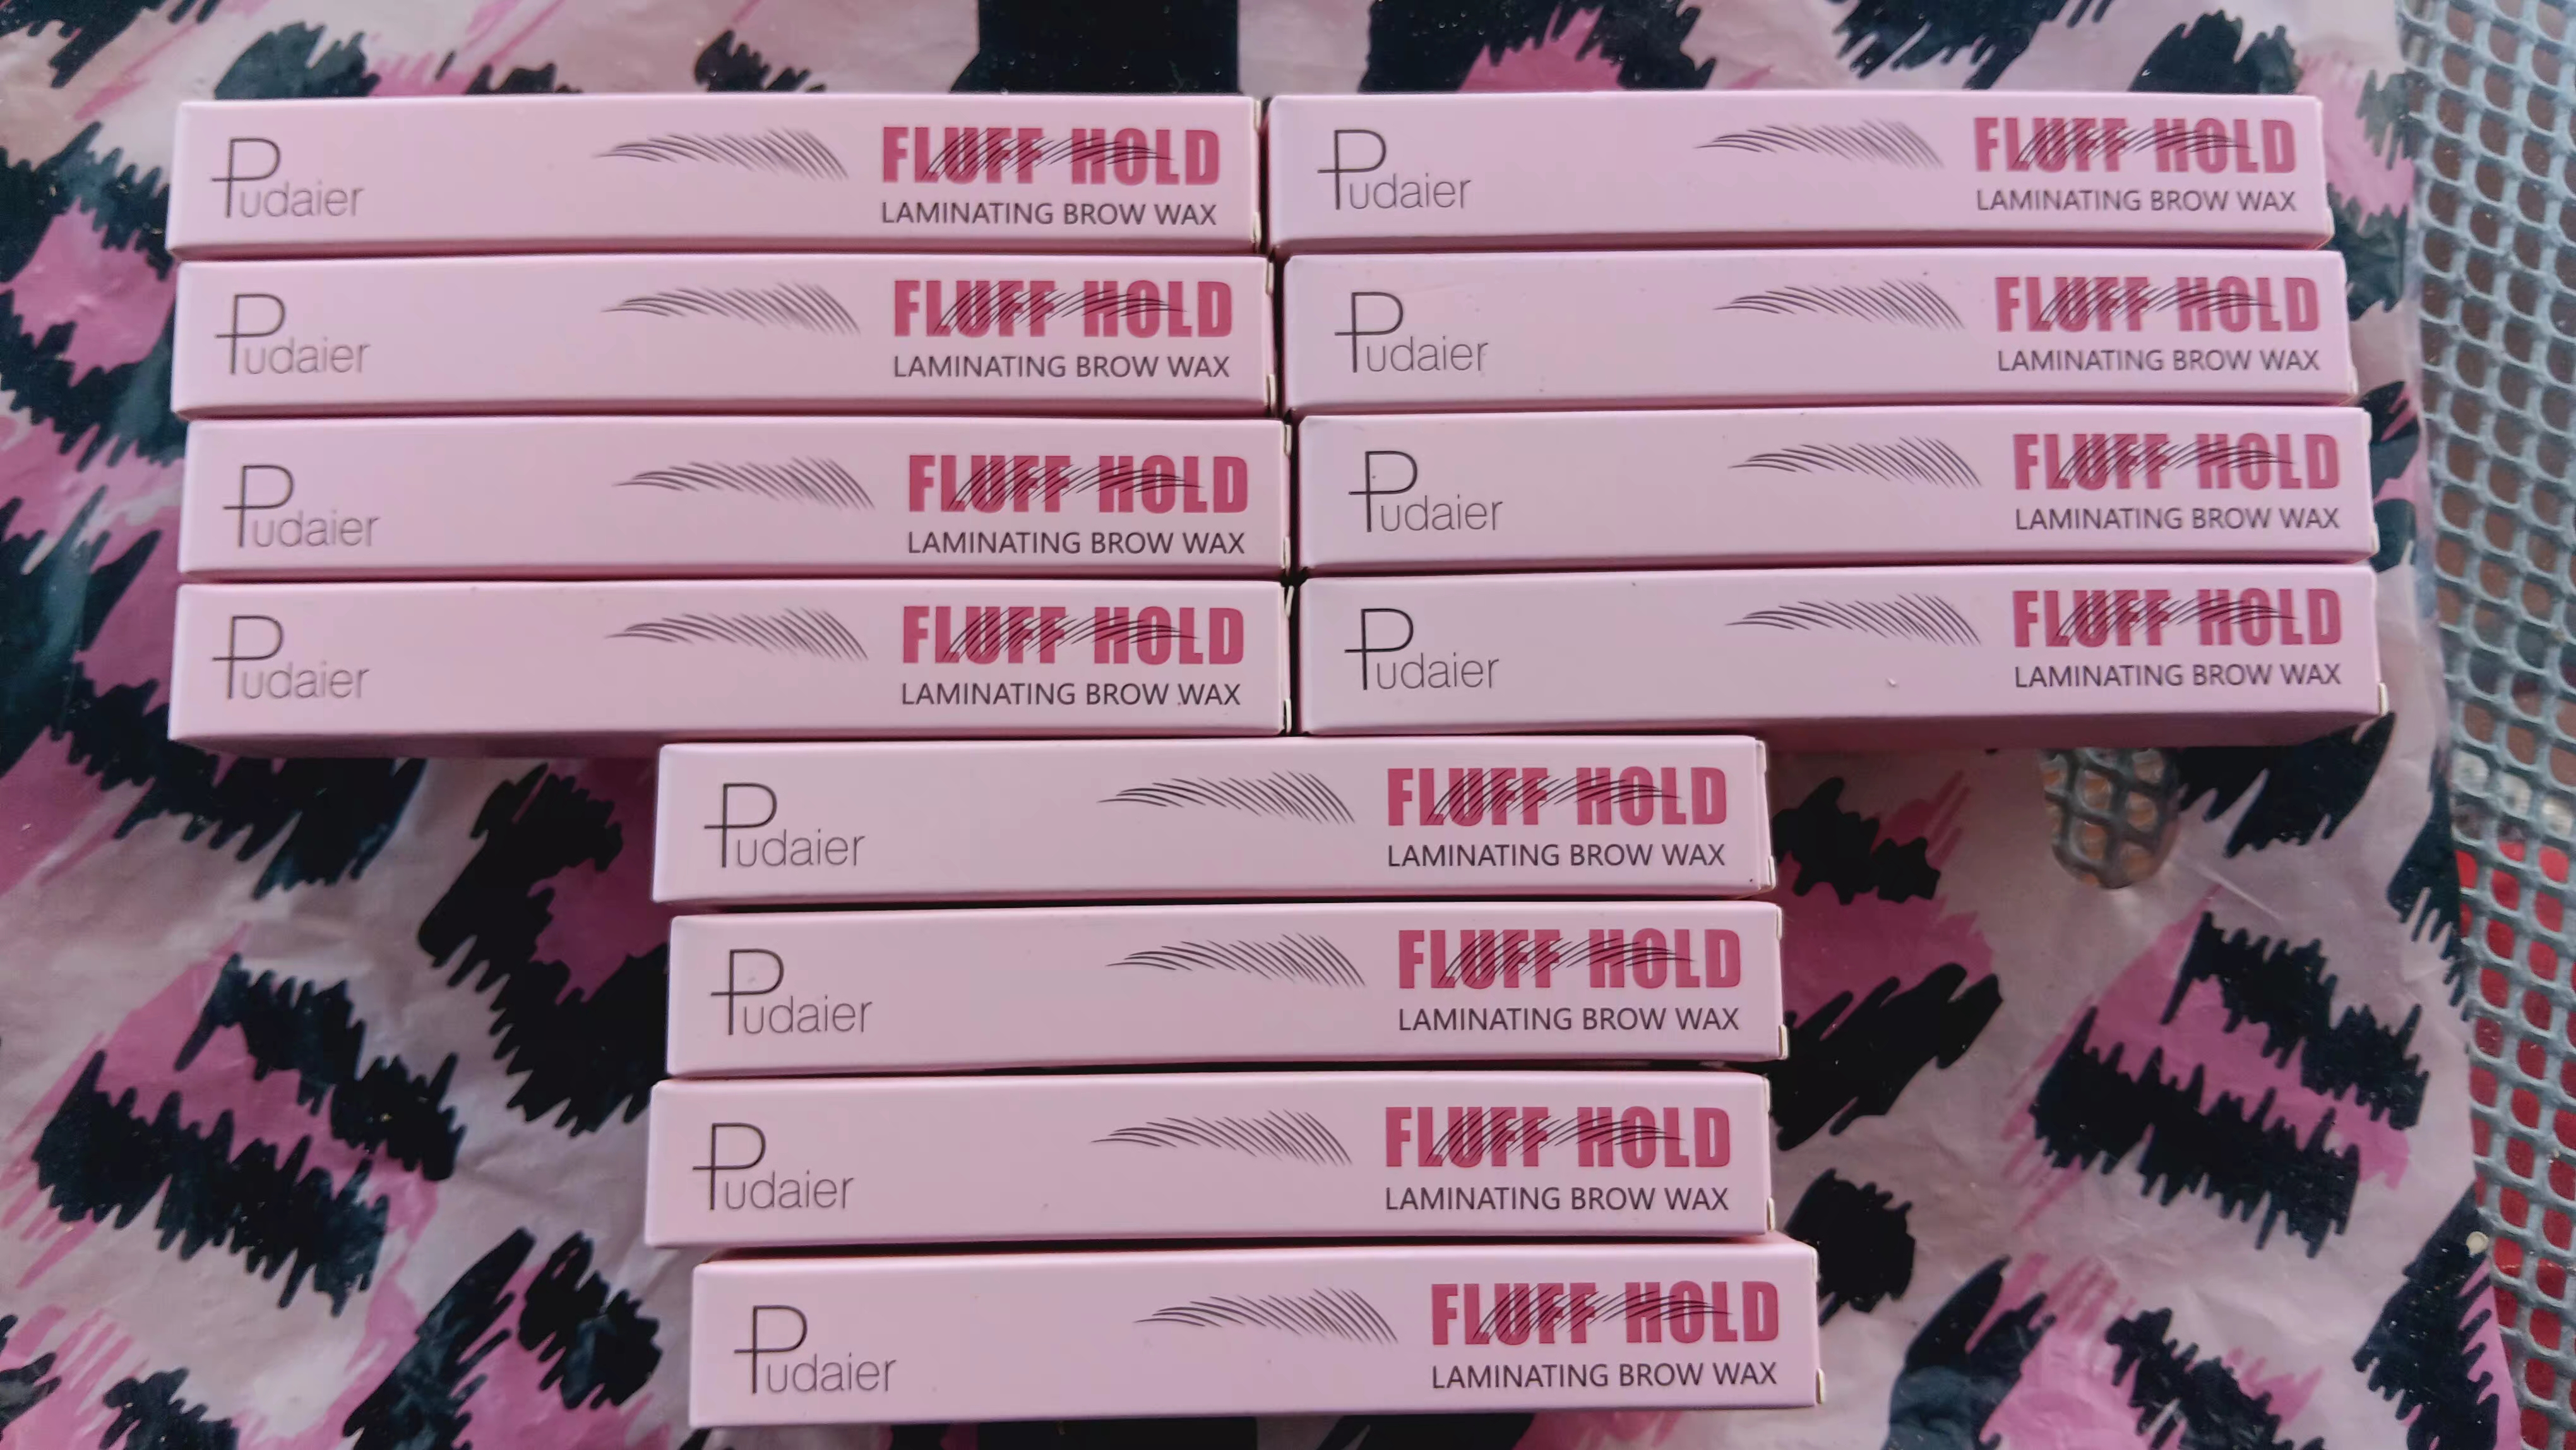 Pudaier
FLUFF HOLD
LAMINATING BROW WAX
Pudaier
FLUFF HOLD
LAMINATING BROW WAX
Pudaier
FLUFF HOLD
LAMINATING BROW WAX
Pudaier
FLUFF HOLD
LAMINATING BROW WAX
Pudaier
FLUFF HOLD
LAMINATING BROW WAX
Pudaier
FLUFF HOLD
LAMINATING BROW WAX
Pudaier
FLUFF HOLD
LAMINATING BROW WAX
Pudaier
FLUFF HOLD
LAMINATING BROW WAX
Pudaier
FLUFF HOLD
LAMINATING BROW WAX
Pudaier
FLUFF HOLD
LAMINATING BROW WAX
Pudaier
FLUFF HOLD
LAMINATING BROW WAX
Pudaier
FLUFF HOLD
LAMINATING BROW WAX